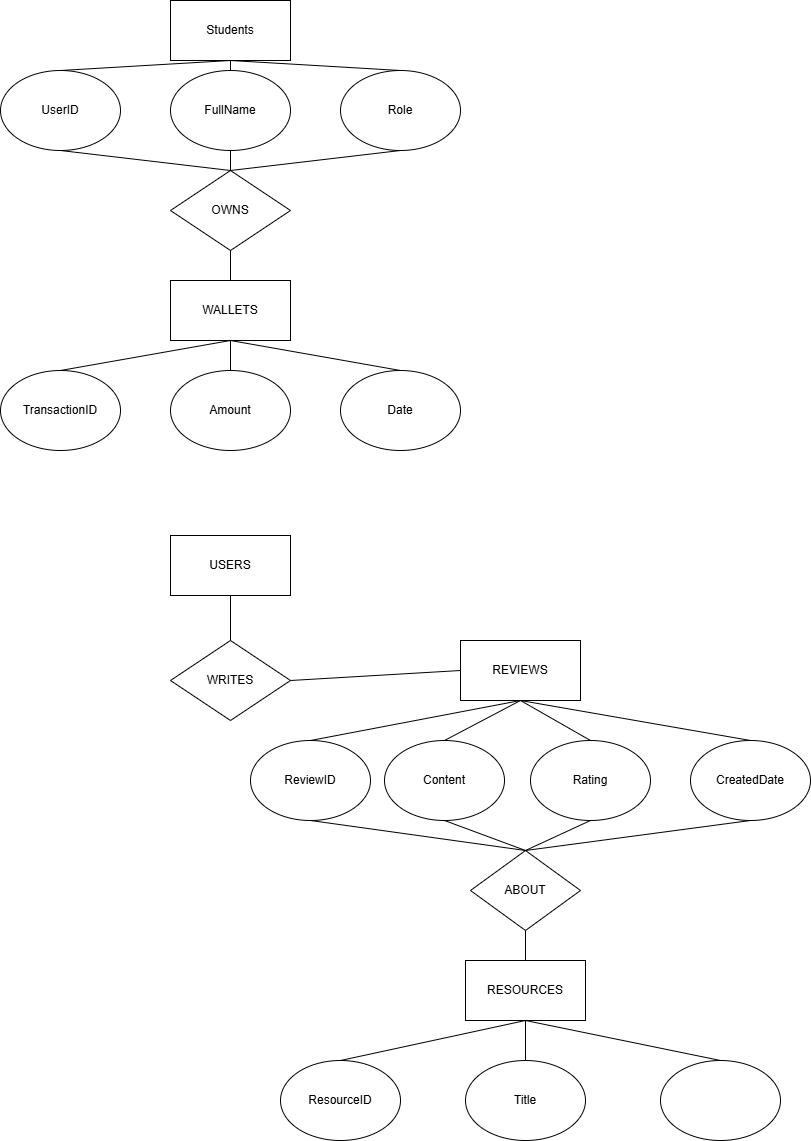 Students
UserID
FullName
Role
OWNS
WALLETS
TransactionID
Amount
Date
USERS
WRITES
REVIEWS
ReviewID
Content
Rating
CreatedDate
ABOUT
RESOURCES
ResourceID
Title